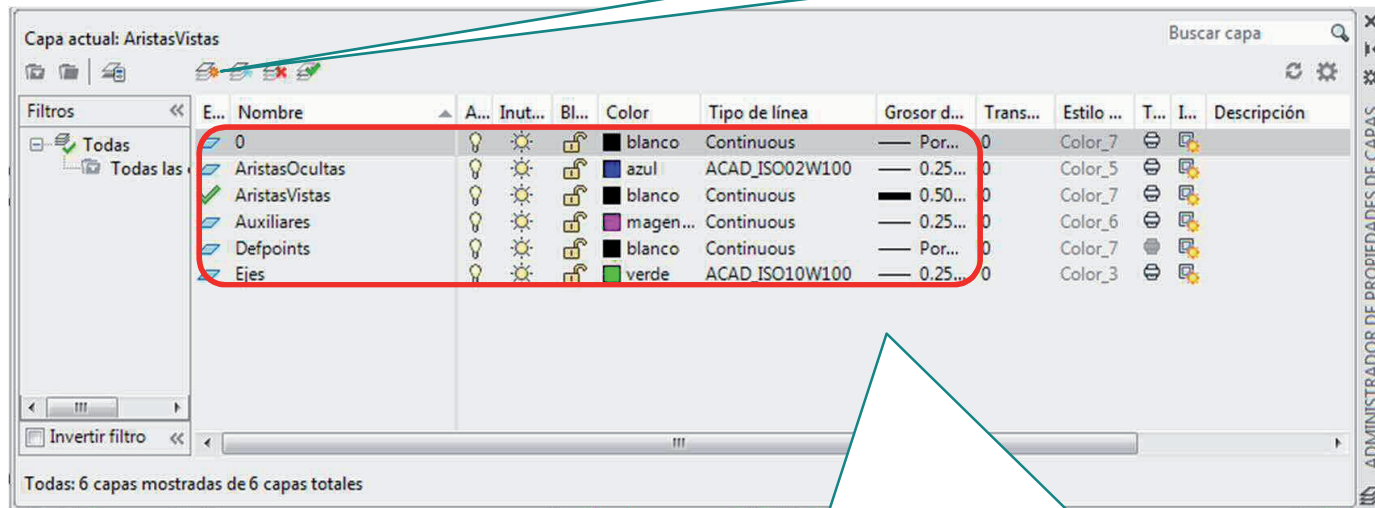 Capa actual: AristasVistas
Buscar capa
Filtros
E... Nombre A... Inut... Bl... Color Tipo de línea Grosor d... Trans... Estilo ... T... I... Descripción
Todas
Todas las
0 blanco Continuous Por... 0 Color_7
AristasOcultas azul ACAD_ISO02W100 0.25... 0 Color_5
AristasVistas blanco Continuous 0.50... 0 Color_7
Auxiliares magen... Continuous 0.25... 0 Color_6
Defpoints blanco Continuous Por... 0 Color_7
Ejes verde ACAD_ISO10W100 0.25... 0 Color_3
Invertir filtro
Todas: 6 capas mostradas de 6 capas totales
ADMINISTRADOR DE PROPIEDADES DE CAPAS